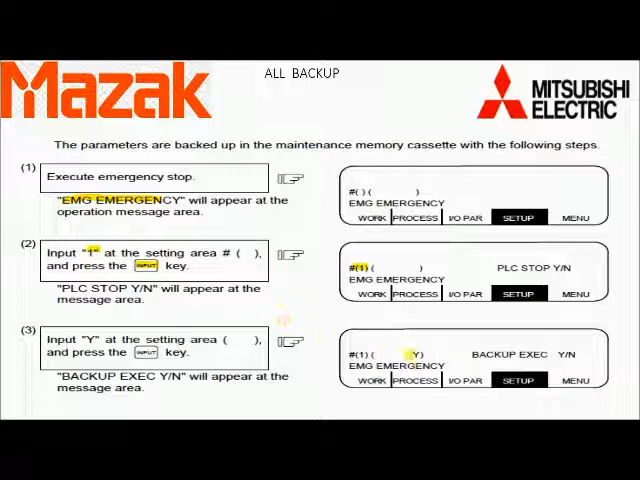 ALL BACKUP
Mazak
MITSUBISHI
ELECTRIC
The parameters are backed up in the maintenance memory cassette with the following steps.
(1)
Execute emergency stop.
"EMG EMERGENCY" will appear at the
operation message area.
#( ) (          )
EMG EMERGENCY
WORK PROCESS I/O PAR SETUP MENU
(2)
Input "1" at the setting area # (   ),
and press the INPUT key.
"PLC STOP Y/N" will appear at the
message area.
#(1) (          ) PLC STOP Y/N
EMG EMERGENCY
WORK PROCESS I/O PAR SETUP MENU
(3)
Input "Y" at the setting area (     ),
and press the INPUT key.
"BACKUP EXEC Y/N" will appear at the
message area.
#(1) (        Y) BACKUP EXEC Y/N
EMG EMERGENCY
WORK PROCESS I/O PAR SETUP MENU